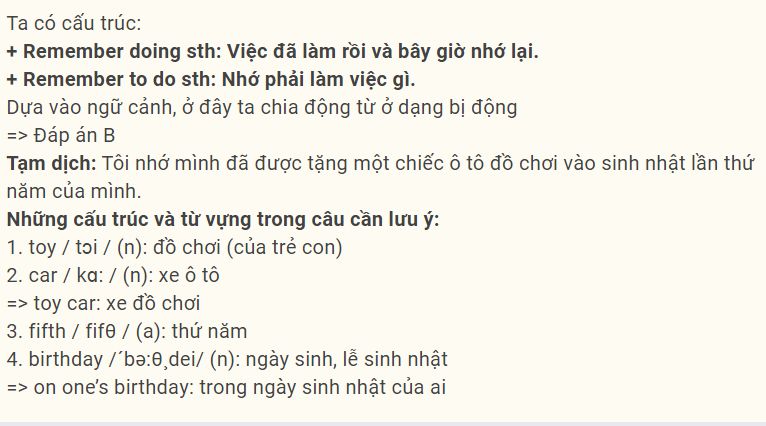 Ta có cấu trúc:
+ Remember doing sth: Việc đã làm rồi và bây giờ nhớ lại.
+ Remember to do sth: Nhớ phải làm việc gì.
Dựa vào ngữ cảnh, ở đây ta chia động từ ở dạng bị động
=> Đáp án B
Tạm dịch: Tôi nhớ mình đã được tặng một chiếc ô tô đồ chơi vào sinh nhật lần thứ
năm của mình.
Những cấu trúc và từ vựng trong câu cần lưu ý:
1. toy / tɔi / (n): đồ chơi (của trẻ con)
2. car / kɑ: / (n): xe ô tô
=> toy car: xe đồ chơi
3. fifth / fifθ / (a): thứ năm
4. birthday /´bə:θ¸dei/ (n): ngày sinh, lễ sinh nhật
=> on one’s birthday: trong ngày sinh nhật của ai